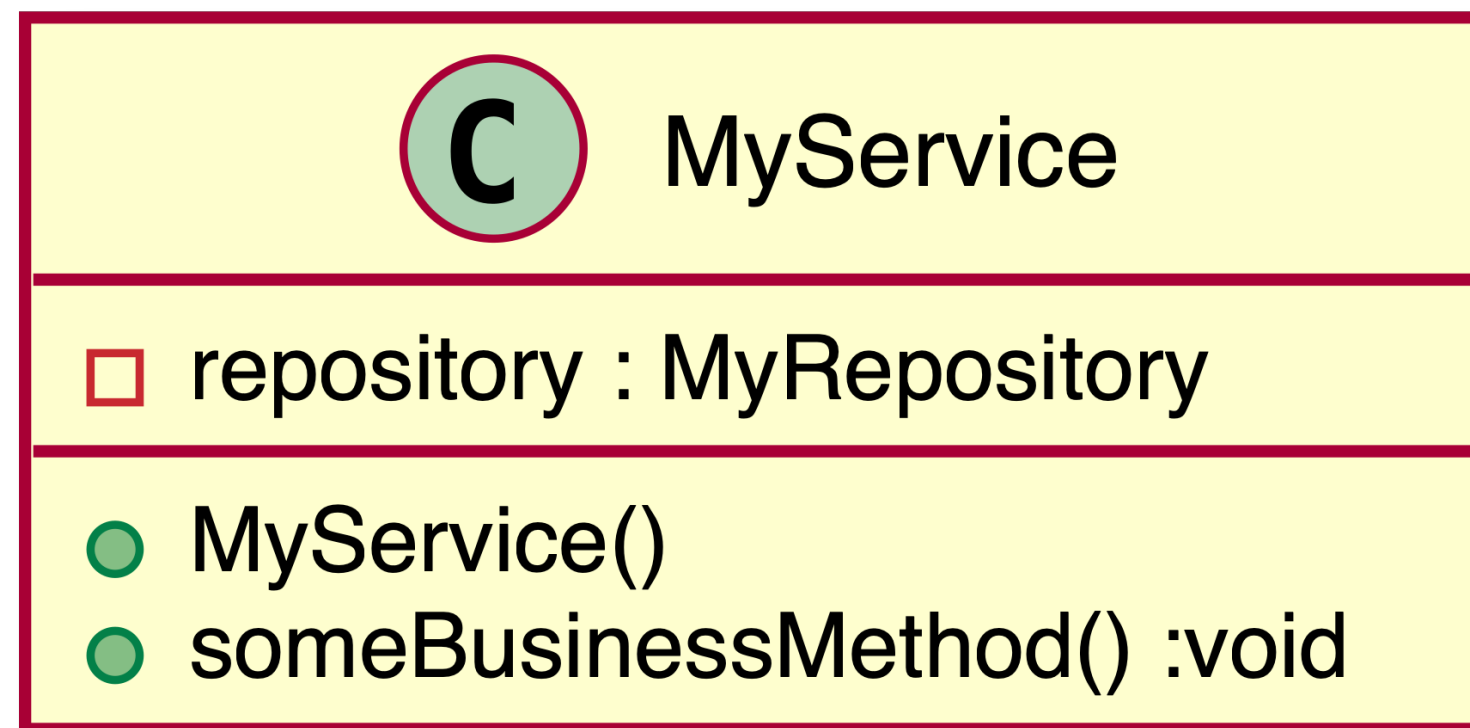 C MyService
repository : MyRepository
MyService()
someBusinessMethod() :void